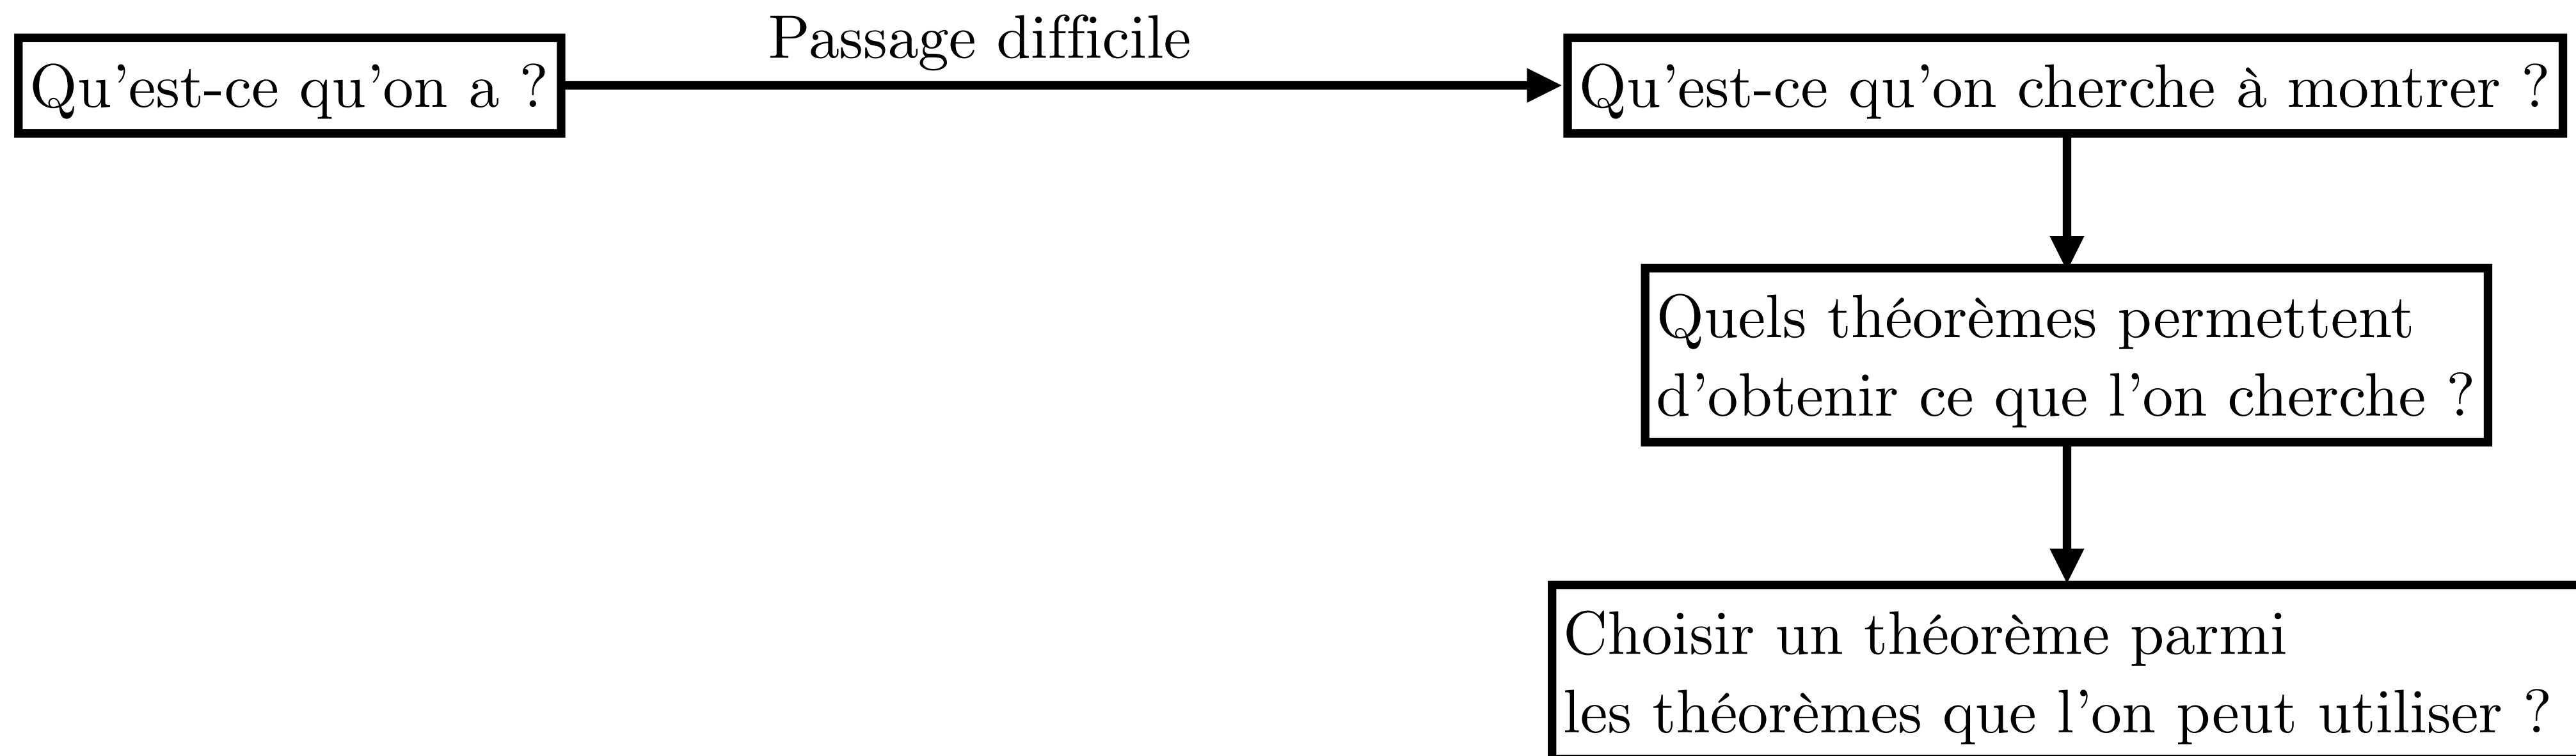 Passage difficile
Qu'est-ce qu'on a ?
Qu'est-ce qu'on cherche à montrer ?
Quels théorèmes permettent
d'obtenir ce que l'on cherche ?
Choisir un théorème parmi
les théorèmes que l'on peut utiliser ?